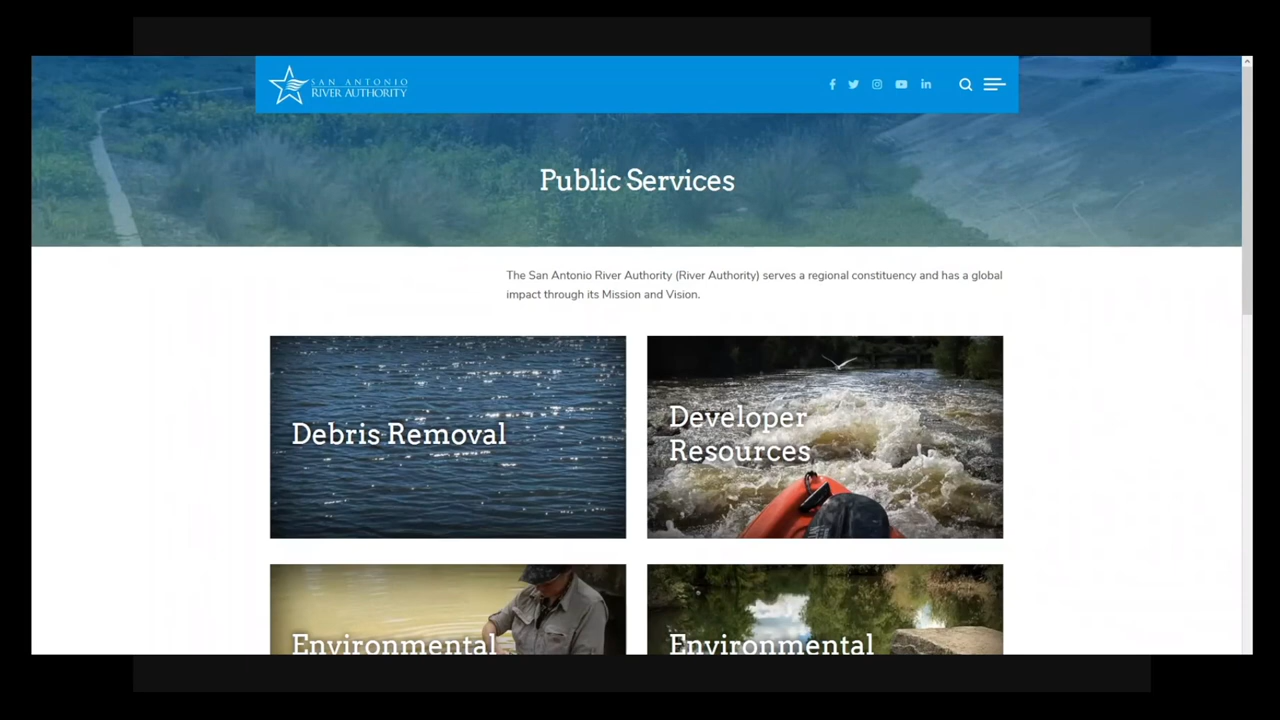 SAN ANTONIO
RIVER AUTHORITY
Public Services
The San Antonio River Authority (River Authority) serves a regional constituency and has a global
impact through its Mission and Vision.
Debris Removal
Developer
Resources
Environmental
Environmental